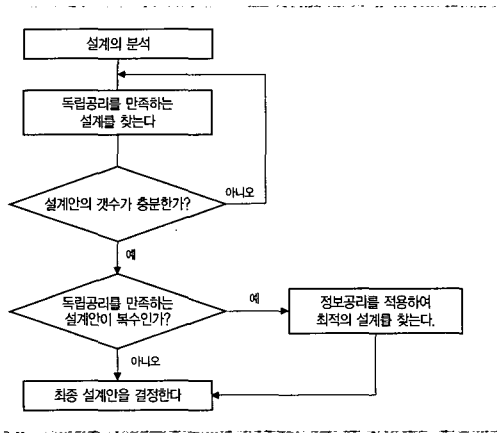 설계의 분석
독립공리를 만족하는
설계를 찾는다
설계안의 갯수가 충분한가?
아니오
예
독립공리를 만족하는
설계안이 복수인가?
예
정보공리를 적용하여
최적의 설계를 찾는다.
아니오
최종 설계안을 결정한다